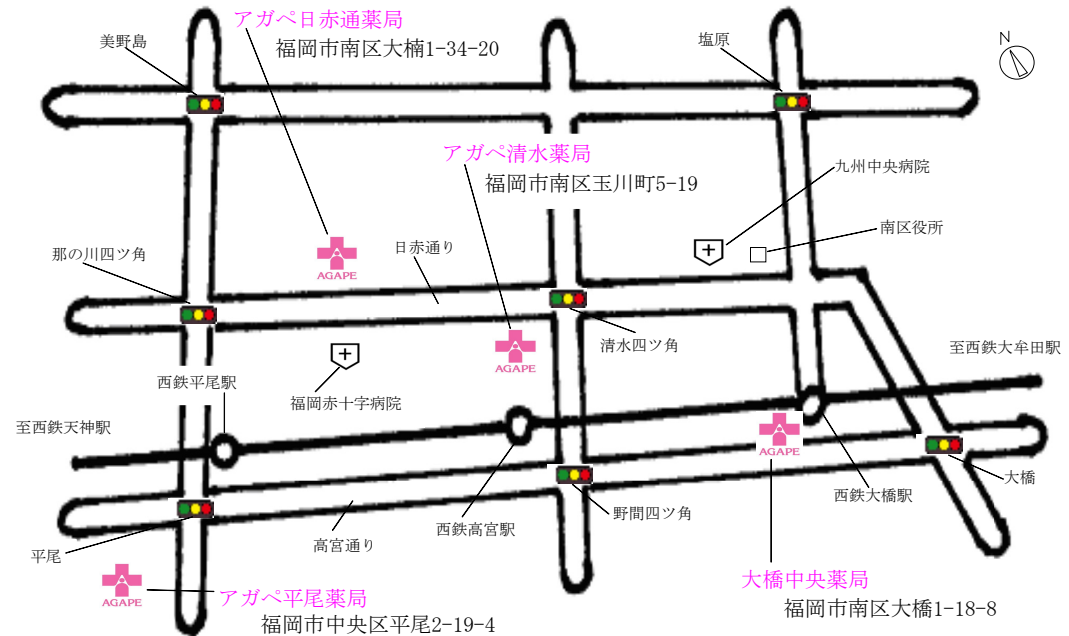 アガペ日赤通薬局
福岡市南区大楠1-34-20
美野島
塩原
N
アガペ清水薬局
福岡市南区玉川町5-19
九州中央病院
南区役所
日赤通り
那の川四ツ角
AGAPE
清水四ツ角
至西鉄大牟田駅
AGAPE
西鉄平尾駅
福岡赤十字病院
至西鉄天神駅
AGAPE
大橋
西鉄大橋駅
野間四ツ角
西鉄高宮駅
高宮通り
平尾
AGAPE
大橋中央薬局
福岡市南区大橋1-18-8
アガペ平尾薬局
福岡市中央区平尾2-19-4